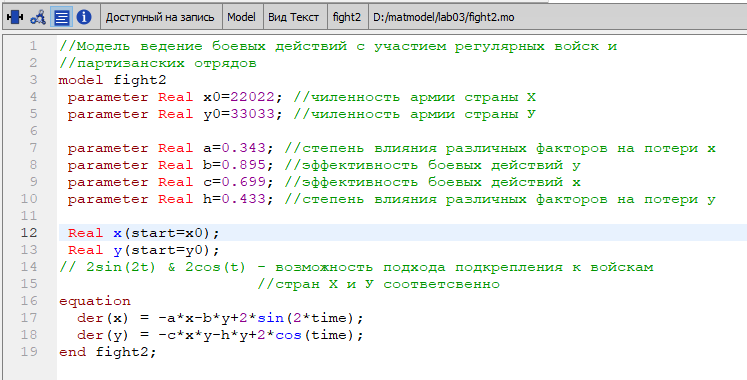 Доступный на запись Model Вид Текст fight2 D:/matmodel/lab03/fight2.mo
1 //Модель ведение боевых действий с участием регулярных войск и
2 //партизанских отрядов
3 model fight2
4 parameter Real x0=22022; //чиленность армии страны Х
5 parameter Real y0=33033; //чиленность армии страны У
6
7 parameter Real a=0.343; //степень влияния различных факторов на потери х
8 parameter Real b=0.895; //эффективность боевых действий у
9 parameter Real c=0.699; //эффективность боевых действий х
10 parameter Real h=0.433; //степень влияния различных факторов на потери у
11
12 Real x(start=x0);
13 Real y(start=y0);
14 // 2sin(2t) & 2cos(t) - возможность подхода подкрепления к войскам
15 //стран Х и У соответсвенно
16 equation
17 der(x) = -a*x-b*y+2*sin(2*time);
18 der(y) = -c*x*y-h*y+2*cos(time);
19 end fight2;